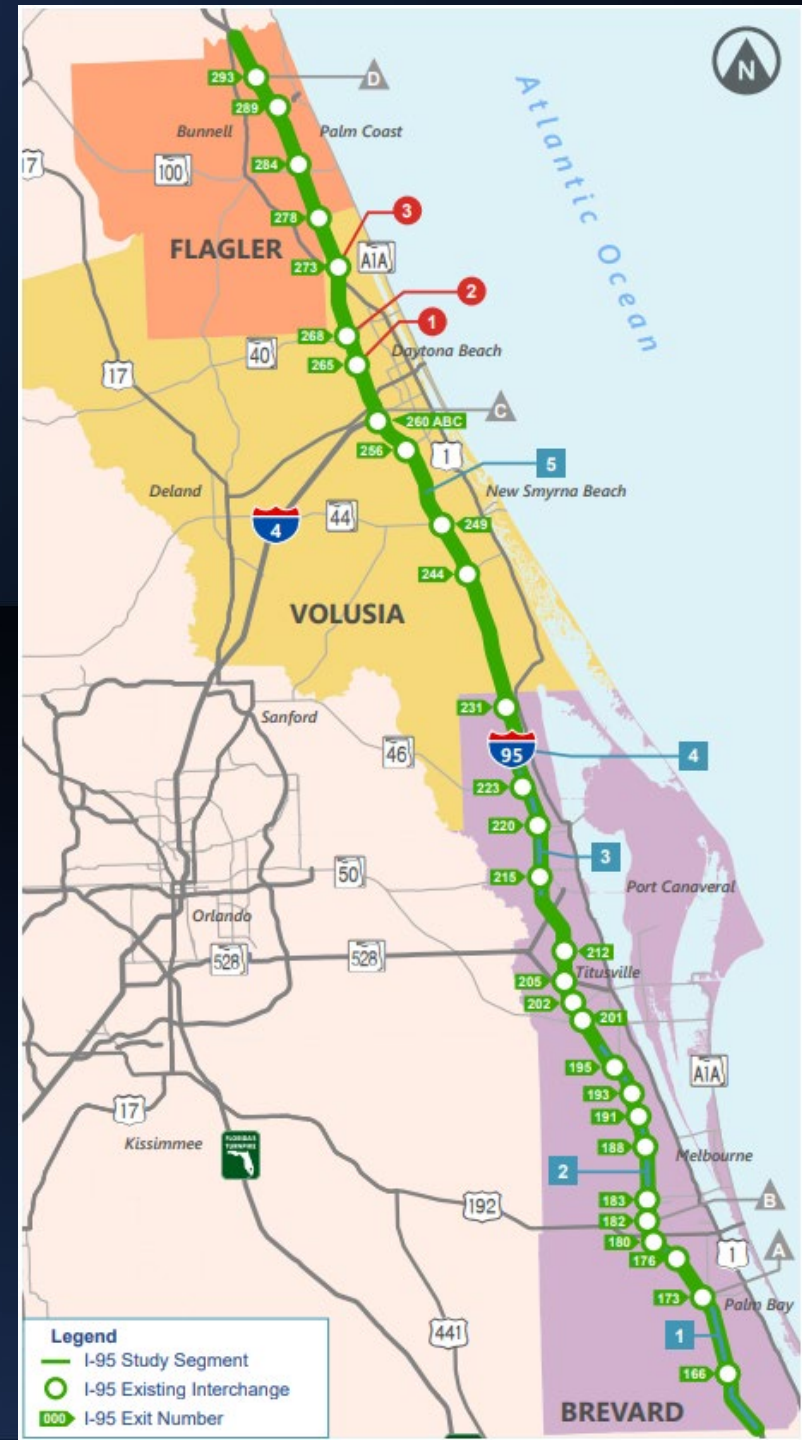 N
Atlantic Ocean
293
D
289
Bunnell
Palm Coast
17
100
284
278
3
FLAGLER
A1A
273
2
268
1
40
265
Daytona Beach
17
C
260 ABC
1
256
5
Deland
New Smyrna Beach
4
44
249
244
VOLUSIA
231
Sanford
46
95
4
223
220
3
50
215
Port Canaveral
Orlando
528
528
212
Titusville
205
202
201
195
A1A
193
17
191
Kissimmee
FLORIDA'S
TURNPIKE
188
Melbourne
2
183
B
192
182
180
1
A
176
173
Palm Bay
441
1
166
BREVARD
Legend
I-95 Study Segment
I-95 Existing Interchange
000 I-95 Exit Number